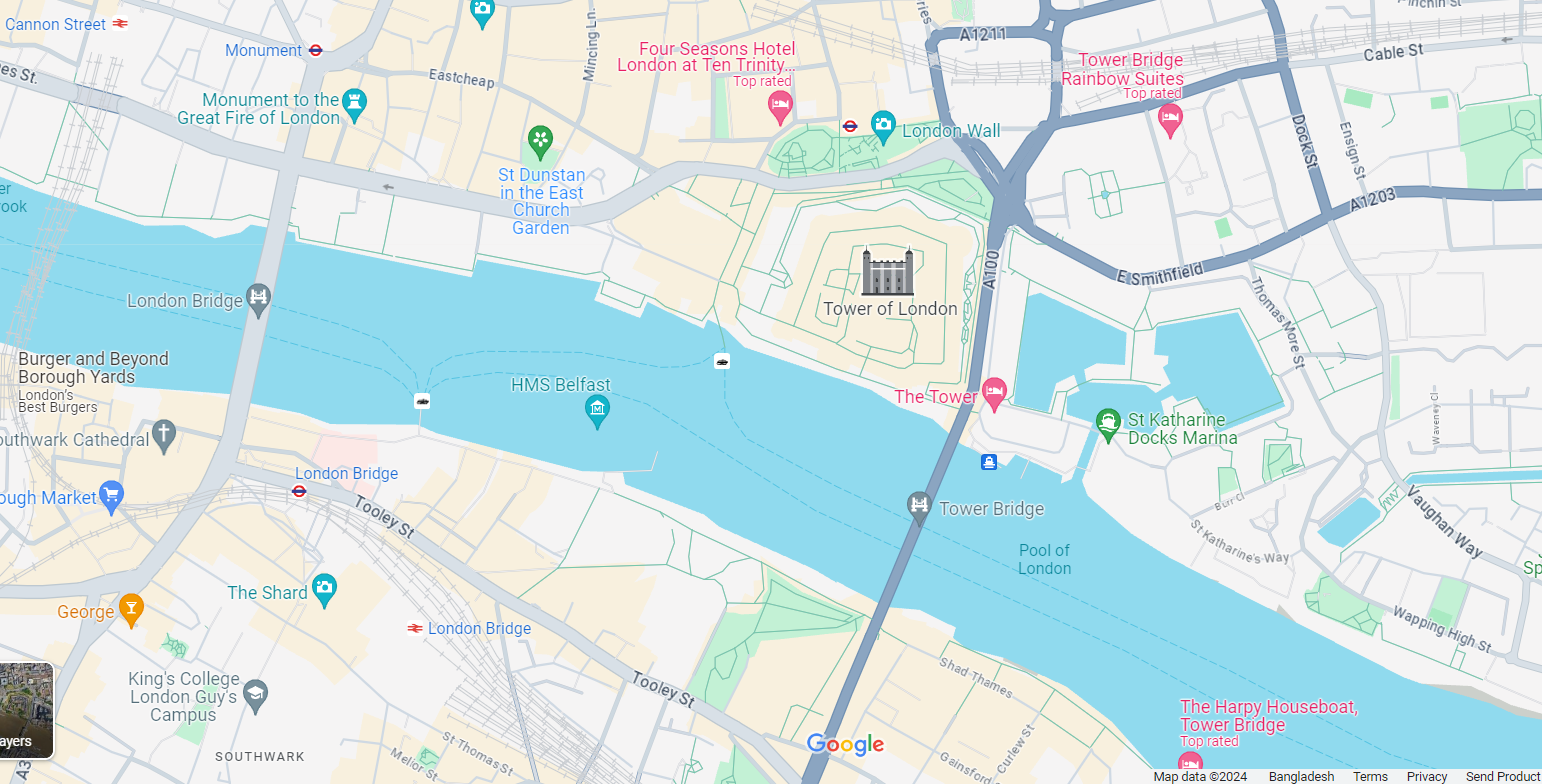 Cannon Street
Monument
Eastcheap
Mincing Ln.
Four Seasons Hotel
London at Ten Trinity...
Top rated
A1211
Tower Bridge
Rainbow Suites
Top rated
Cable St
Monument to the
Great Fire of London
London Wall
Dock St
Ensign St
St Dunstan
in the East
Church
Garden
A1203
A100
E Smithfield
Thomas More St
London Bridge
Tower of London
Burger and Beyond
Borough Yards
London's
Best Burgers
HMS Belfast
The Tower
St Katharine
Docks Marina
Waveney Cl
outhwark Cathedral
London Bridge
ough Market
Tooley St
Tower Bridge
Burr Cl
Vaughan Way
St Katharine's Way
Pool of
London
The Shard
George
London Bridge
Wapping High St
King's College
London Guy's
Campus
Tooley St
Shad Thames
The Harpy Houseboat,
Tower Bridge
Top rated
ayers
SOUTHWARK
St Thomas St
Melior St
Curlew St
Gainsford
Google
Map data ©2024 Bangladesh Terms Privacy Send Product